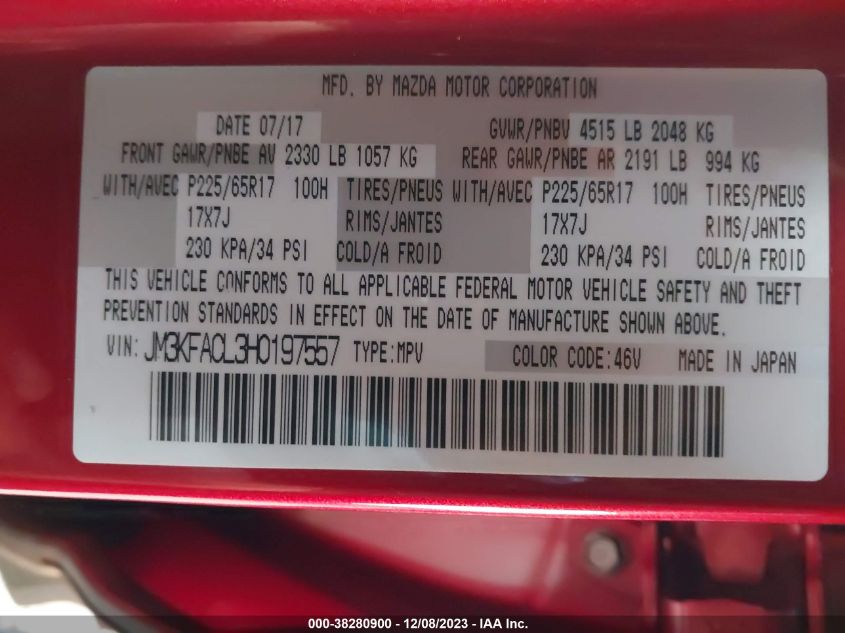 MFD. BY MAZDA MOTOR CORPORATION
DATE 07/17 GVWR/PNBV 4515 LB 2048 KG
FRONT GAWR/PNBE AV 2330 LB 1057 KG REAR GAWR/PNBE AR 2191 LB 994 KG
WITH/AVEC P225/65R17 100H TIRES/PNEUS WITH/AVEC P225/65R17 100H TIRES/PNEUS
17X7J RIMS/JANTES 17X7J RIMS/JANTES
230 KPA/34 PSI COLD/A FROID 230 KPA/34 PSI COLD/A FROID
THIS VEHICLE CONFORMS TO ALL APPLICABLE FEDERAL MOTOR VEHICLE SAFETY AND THEFT
PREVENTION STANDARDS IN EFFECT ON THE DATE OF MANUFACTURE SHOWN ABOVE.
VIN: JM3KFACL3H0197557 TYPE:MPV COLOR CODE:46V MADE IN JAPAN
000-38280900 - 12/08/2023 - IAA Inc.